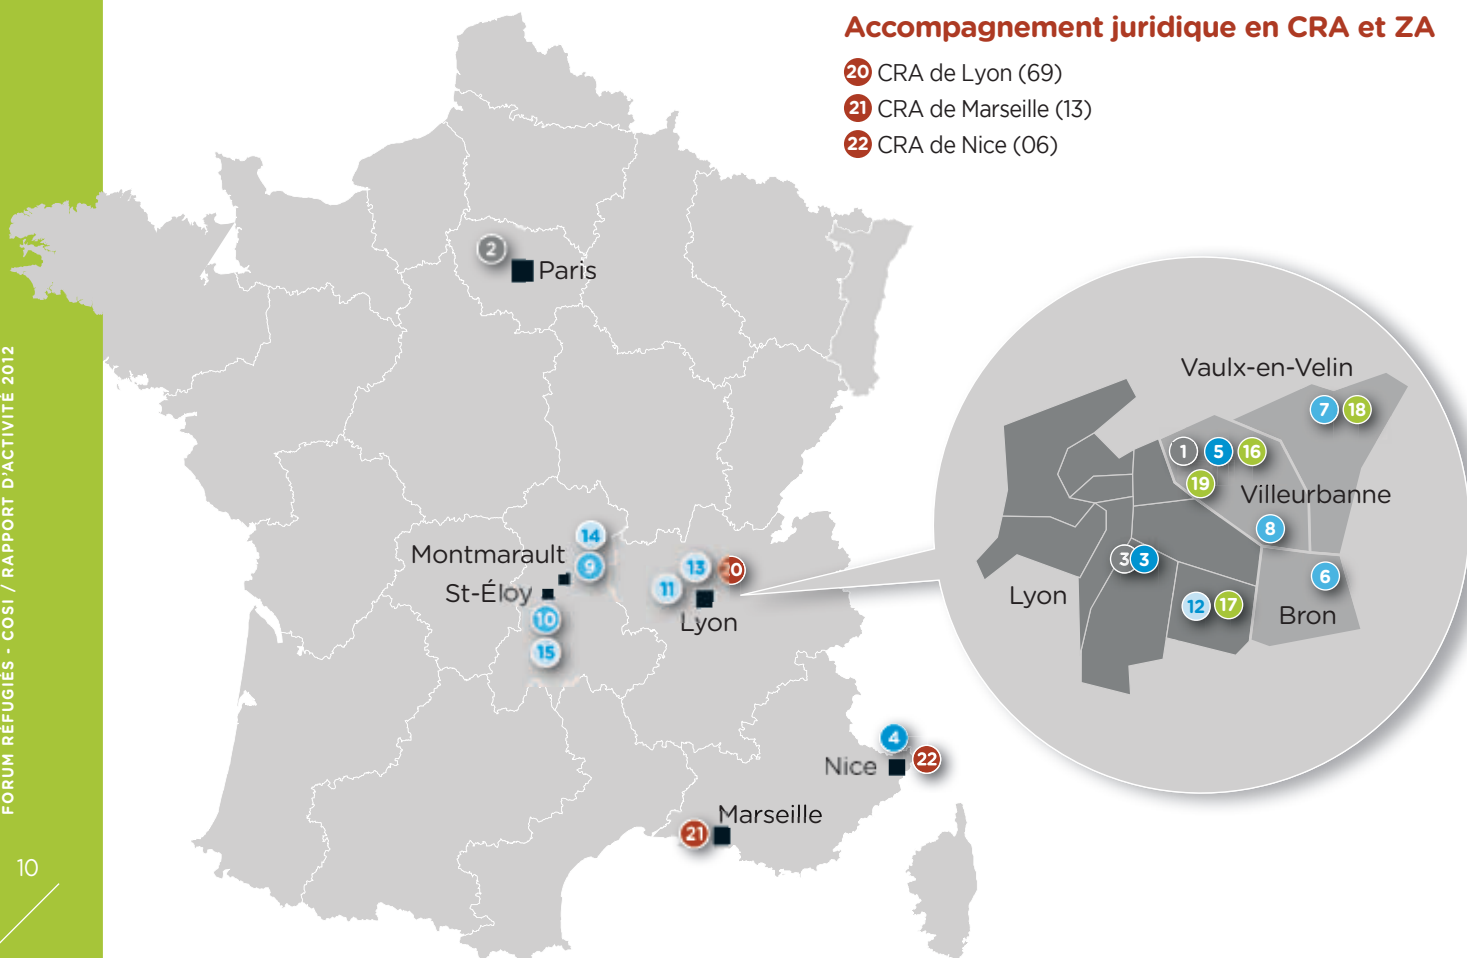 Accompagnement juridique en CRA et ZA
20 CRA de Lyon (69)
21 CRA de Marseille (13)
22 CRA de Nice (06)
2
Paris
Vaulx-en-Velin
7 18
1 5 16
19
Villeurbanne
8
3 3
6
Lyon
12 17
Bron
14
Montmarault
9
St-Éloy
13
11
Lyon
10
15
4
Nice
22
Marseille
21
FORUM RÉFUGIÉS - COSI / RAPPORT D'ACTIVITÉ 2012
10